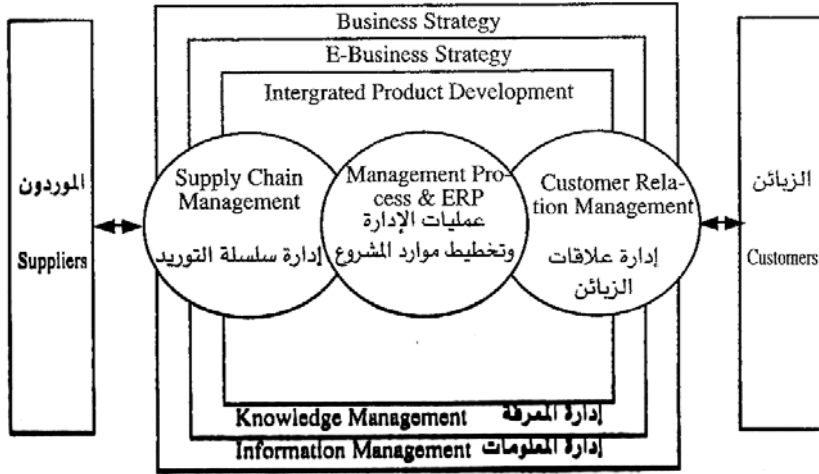 Business Strategy
E-Business Strategy
Intergrated Product Development
الموردون
Suppliers
Supply Chain
Management
إدارة سلسلة التوريد
Management Pro-
cess & ERP
عمليات الإدارة
وتخطيط موارد المشروع
Customer Rela-
tion Management
إدارة علاقات
الزبائن
الزبائن
Customers
Knowledge Management إدارة المعرفة
Information Management إدارة المعلومات